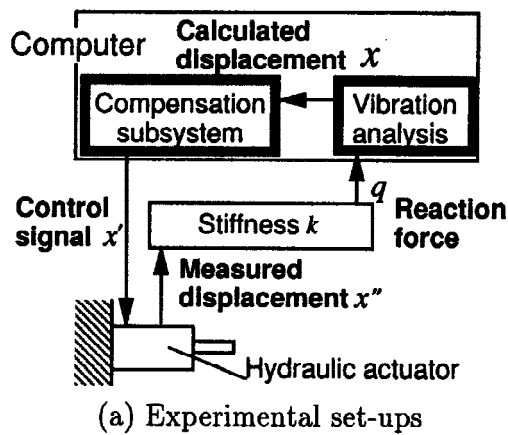 Computer
Calculated
displacement x
Compensation
subsystem
Vibration
analysis
Control
signal x'
q
Reaction
force
Stiffness k
Measured
displacement x"
Hydraulic actuator
(a) Experimental set-ups